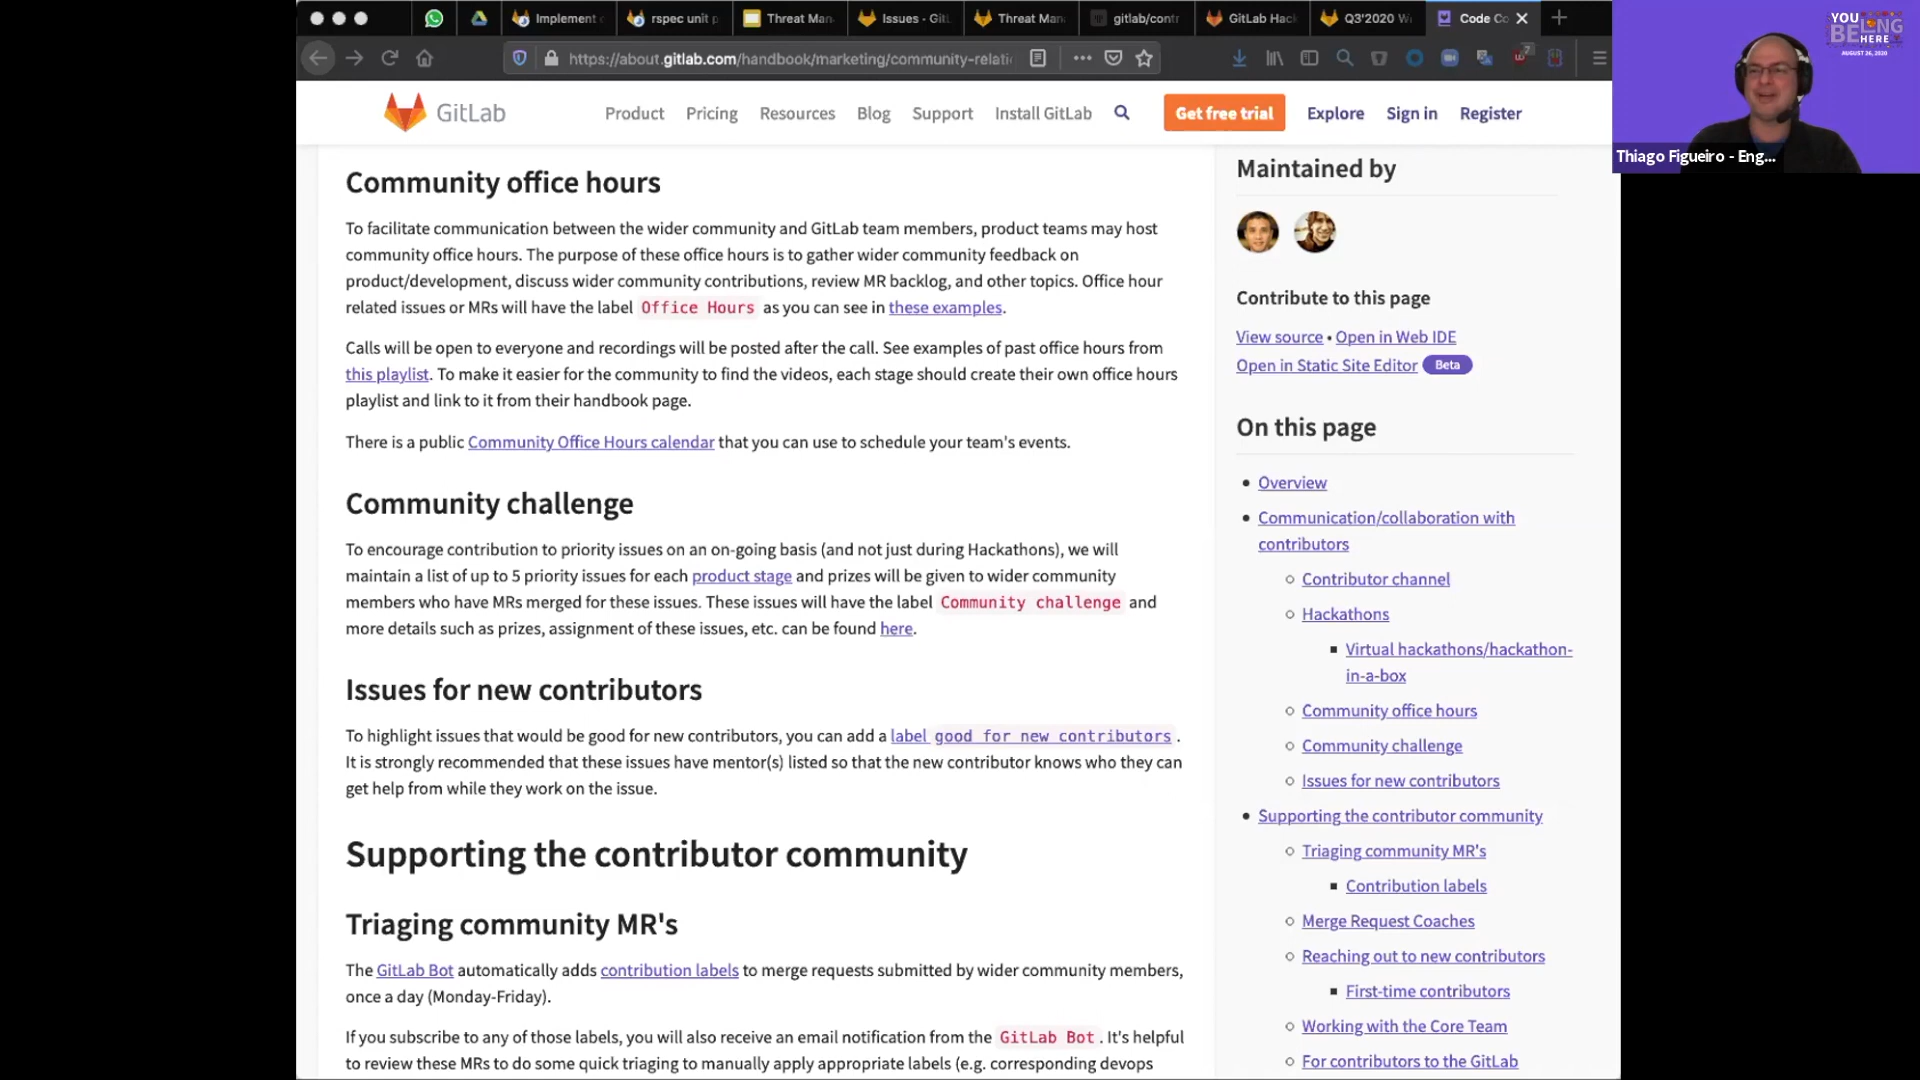 Implement
rspec unit p
Threat Man
Issues - GitL
Threat Man
gitlab/contr
GitLab Hac
Q3'2020 W
Code Co
https://about.gitlab.com/handbook/marketing/community-relati
7
GitLab
Product
Pricing
Resources
Blog
Support
Install GitLab
Get free trial
Explore
Sign in
Register
Community office hours
To facilitate communication between the wider community and GitLab team members, product teams may host
community office hours. The purpose of these office hours is to gather wider community feedback on
product/development, discuss wider community contributions, review MR backlog, and other topics. Office hour
related issues or MRs will have the label Office Hours as you can see in these examples.
Calls will be open to everyone and recordings will be posted after the call. See examples of past office hours from
this playlist. To make it easier for the community to find the videos, each stage should create their own office hours
playlist and link to it from their handbook page.
There is a public Community Office Hours calendar that you can use to schedule your team's events.
Community challenge
To encourage contribution to priority issues on an on-going basis (and not just during Hackathons), we will
maintain a list of up to 5 priority issues for each product stage and prizes will be given to wider community
members who have MRs merged for these issues. These issues will have the label Community challenge and
more details such as prizes, assignment of these issues, etc. can be found here.
Issues for new contributors
To highlight issues that would be good for new contributors, you can add a label good for new contributors .
It is strongly recommended that these issues have mentor(s) listed so that the new contributor knows who they can
get help from while they work on the issue.
Supporting the contributor community
Triaging community MR's
The GitLab Bot automatically adds contribution labels to merge requests submitted by wider community members,
once a day (Monday-Friday).
If you subscribe to any of those labels, you will also receive an email notification from the GitLab Bot . It's helpful
to review these MRs to do some quick triaging to manually apply appropriate labels (e.g. corresponding devops
Maintained by
Contribute to this page
View source • Open in Web IDE
Open in Static Site Editor Beta
On this page
Overview
Communication/collaboration with
contributors
Contributor channel
Hackathons
Virtual hackathons/hackathon-
in-a-box
Community office hours
Community challenge
Issues for new contributors
Supporting the contributor community
Triaging community MR's
Contribution labels
Merge Request Coaches
Reaching out to new contributors
First-time contributors
Working with the Core Team
For contributors to the GitLab
YOU
BELONG
HERE
AUGUST 26, 2020
Thiago Figueiro - Eng...